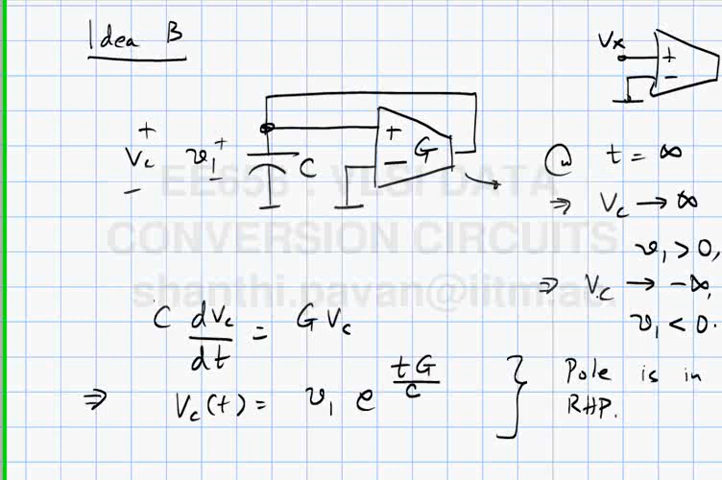 Idea B
Vx
+
-
+
Vc
-
v1
+
-
C
+
-
G
@ t = ∞
⇒ Vc → ∞
v1 > 0,
⇒ Vc → -∞,
v1 < 0.
EE658 : VLSI DATA
CONVERSION CIRCUITS
shanthi.pavan@iitm.ac.
C dVc/dt = G Vc
⇒ Vc(t) = v1 e^(tG/C) } Pole is in
RHP.